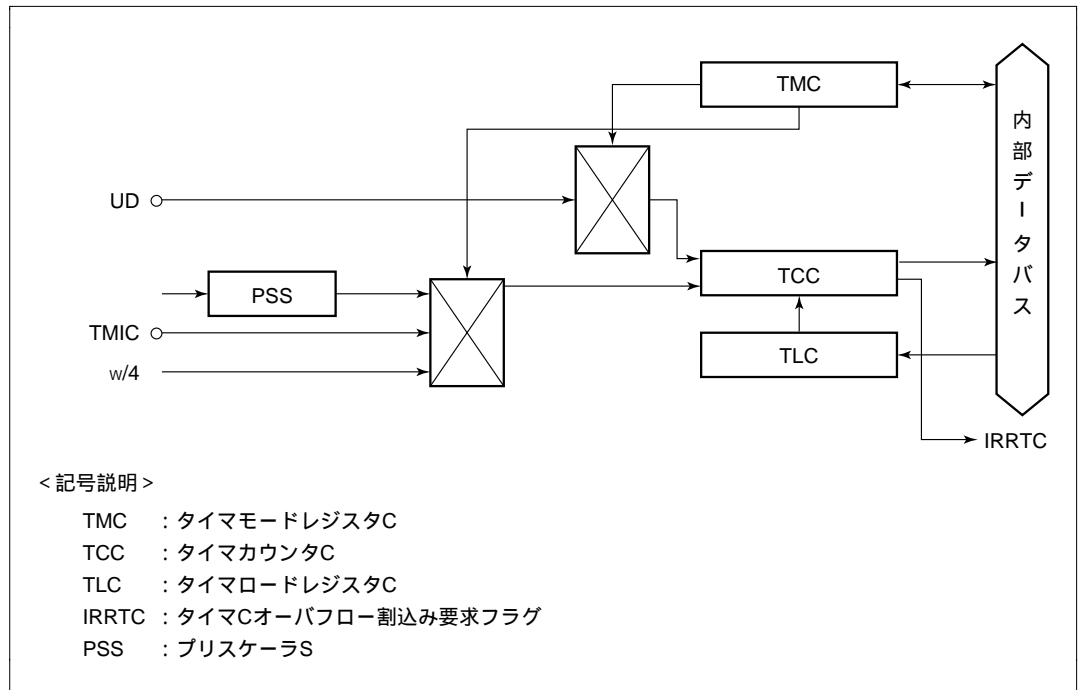 TMC
内部データバス
UD
TCC
PSS
TMIC
TLC
W/4
IRRTC
<記号説明>
TMC :タイマモードレジスタC
TCC :タイマカウンタC
TLC :タイマロードレジスタC
IRRTC :タイマCオーバフロー割込み要求フラグ
PSS :プリスケーラS